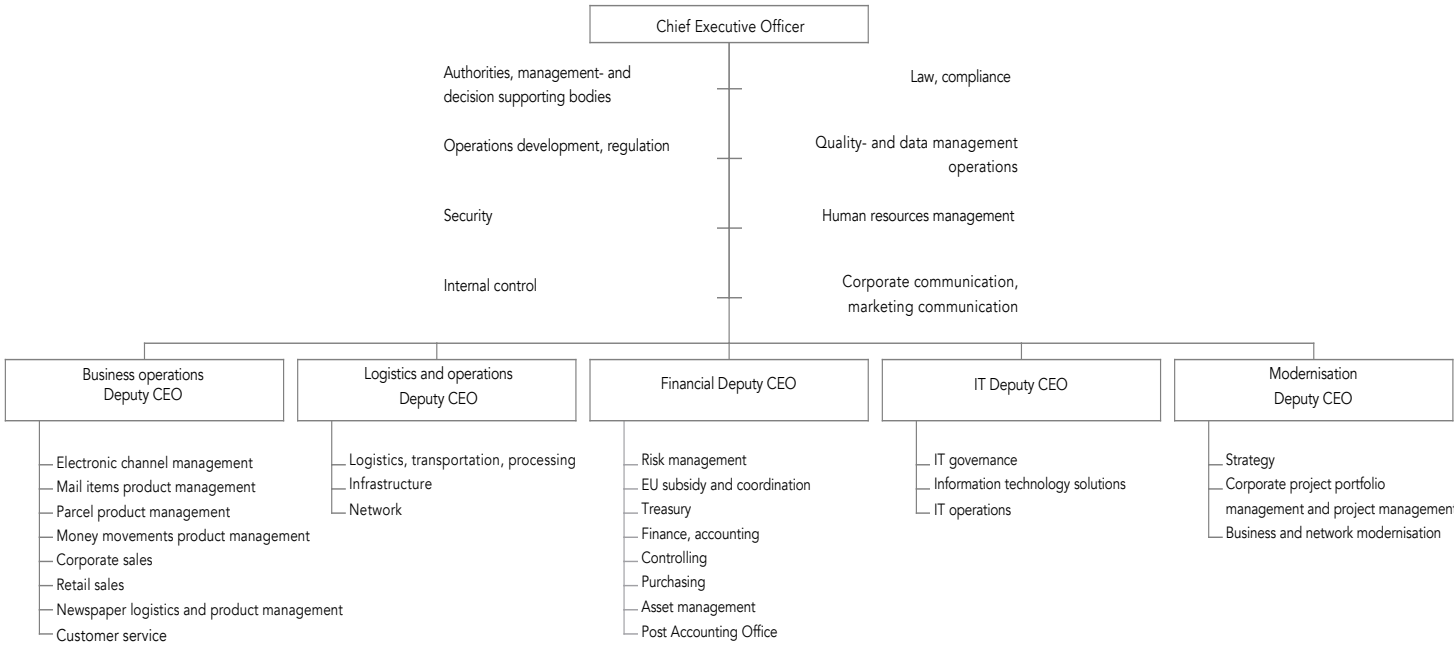 Chief Executive Officer
Authorities, management- and
decision supporting bodies
Law, compliance
Operations development, regulation
Quality- and data management
operations
Security
Human resources management
Internal control
Corporate communication,
marketing communication
Business operations
Deputy CEO
Electronic channel management
Mail items product management
Parcel product management
Money movements product management
Corporate sales
Retail sales
Newspaper logistics and product management
Customer service
Logistics and operations
Deputy CEO
Logistics, transportation, processing
Infrastructure
Network
Financial Deputy CEO
Risk management
EU subsidy and coordination
Treasury
Finance, accounting
Controlling
Purchasing
Asset management
Post Accounting Office
IT Deputy CEO
IT governance
Information technology solutions
IT operations
Modernisation
Deputy CEO
Strategy
Corporate project portfolio
management and project management
Business and network modernisation